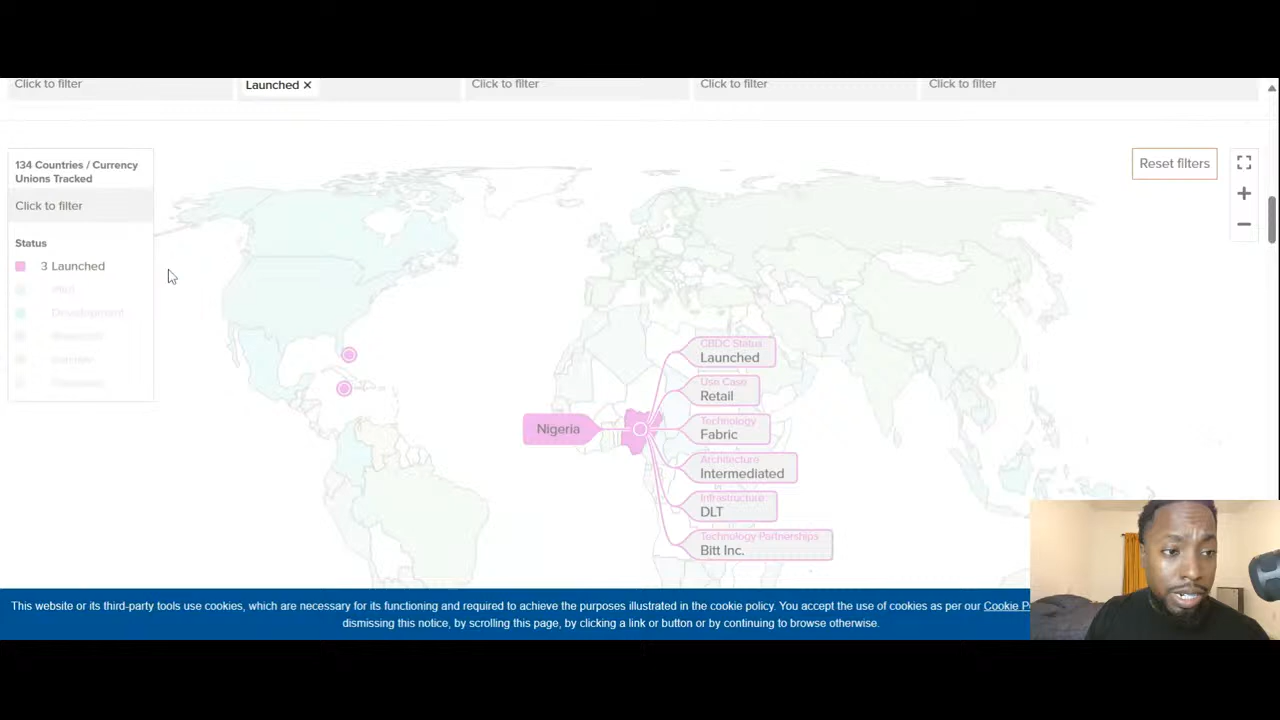 Click to filter
Launched ×
Click to filter
Click to filter
Click to filter
134 Countries / Currency
Unions Tracked
Click to filter
Status
3 Launched
Pilot
Development
Research
Reset filters
Nigeria
CBDC Status
Launched
Use Case
Retail
Technology
Fabric
Architecture
Intermediated
Infrastructure
DLT
Technology Partnerships
Bitt Inc.
This website or its third-party tools use cookies, which are necessary for its functioning and required to achieve the purposes illustrated in the cookie policy. You accept the use of cookies as per our Cookie P
dismissing this notice, by scrolling this page, by clicking a link or button or by continuing to browse otherwise.